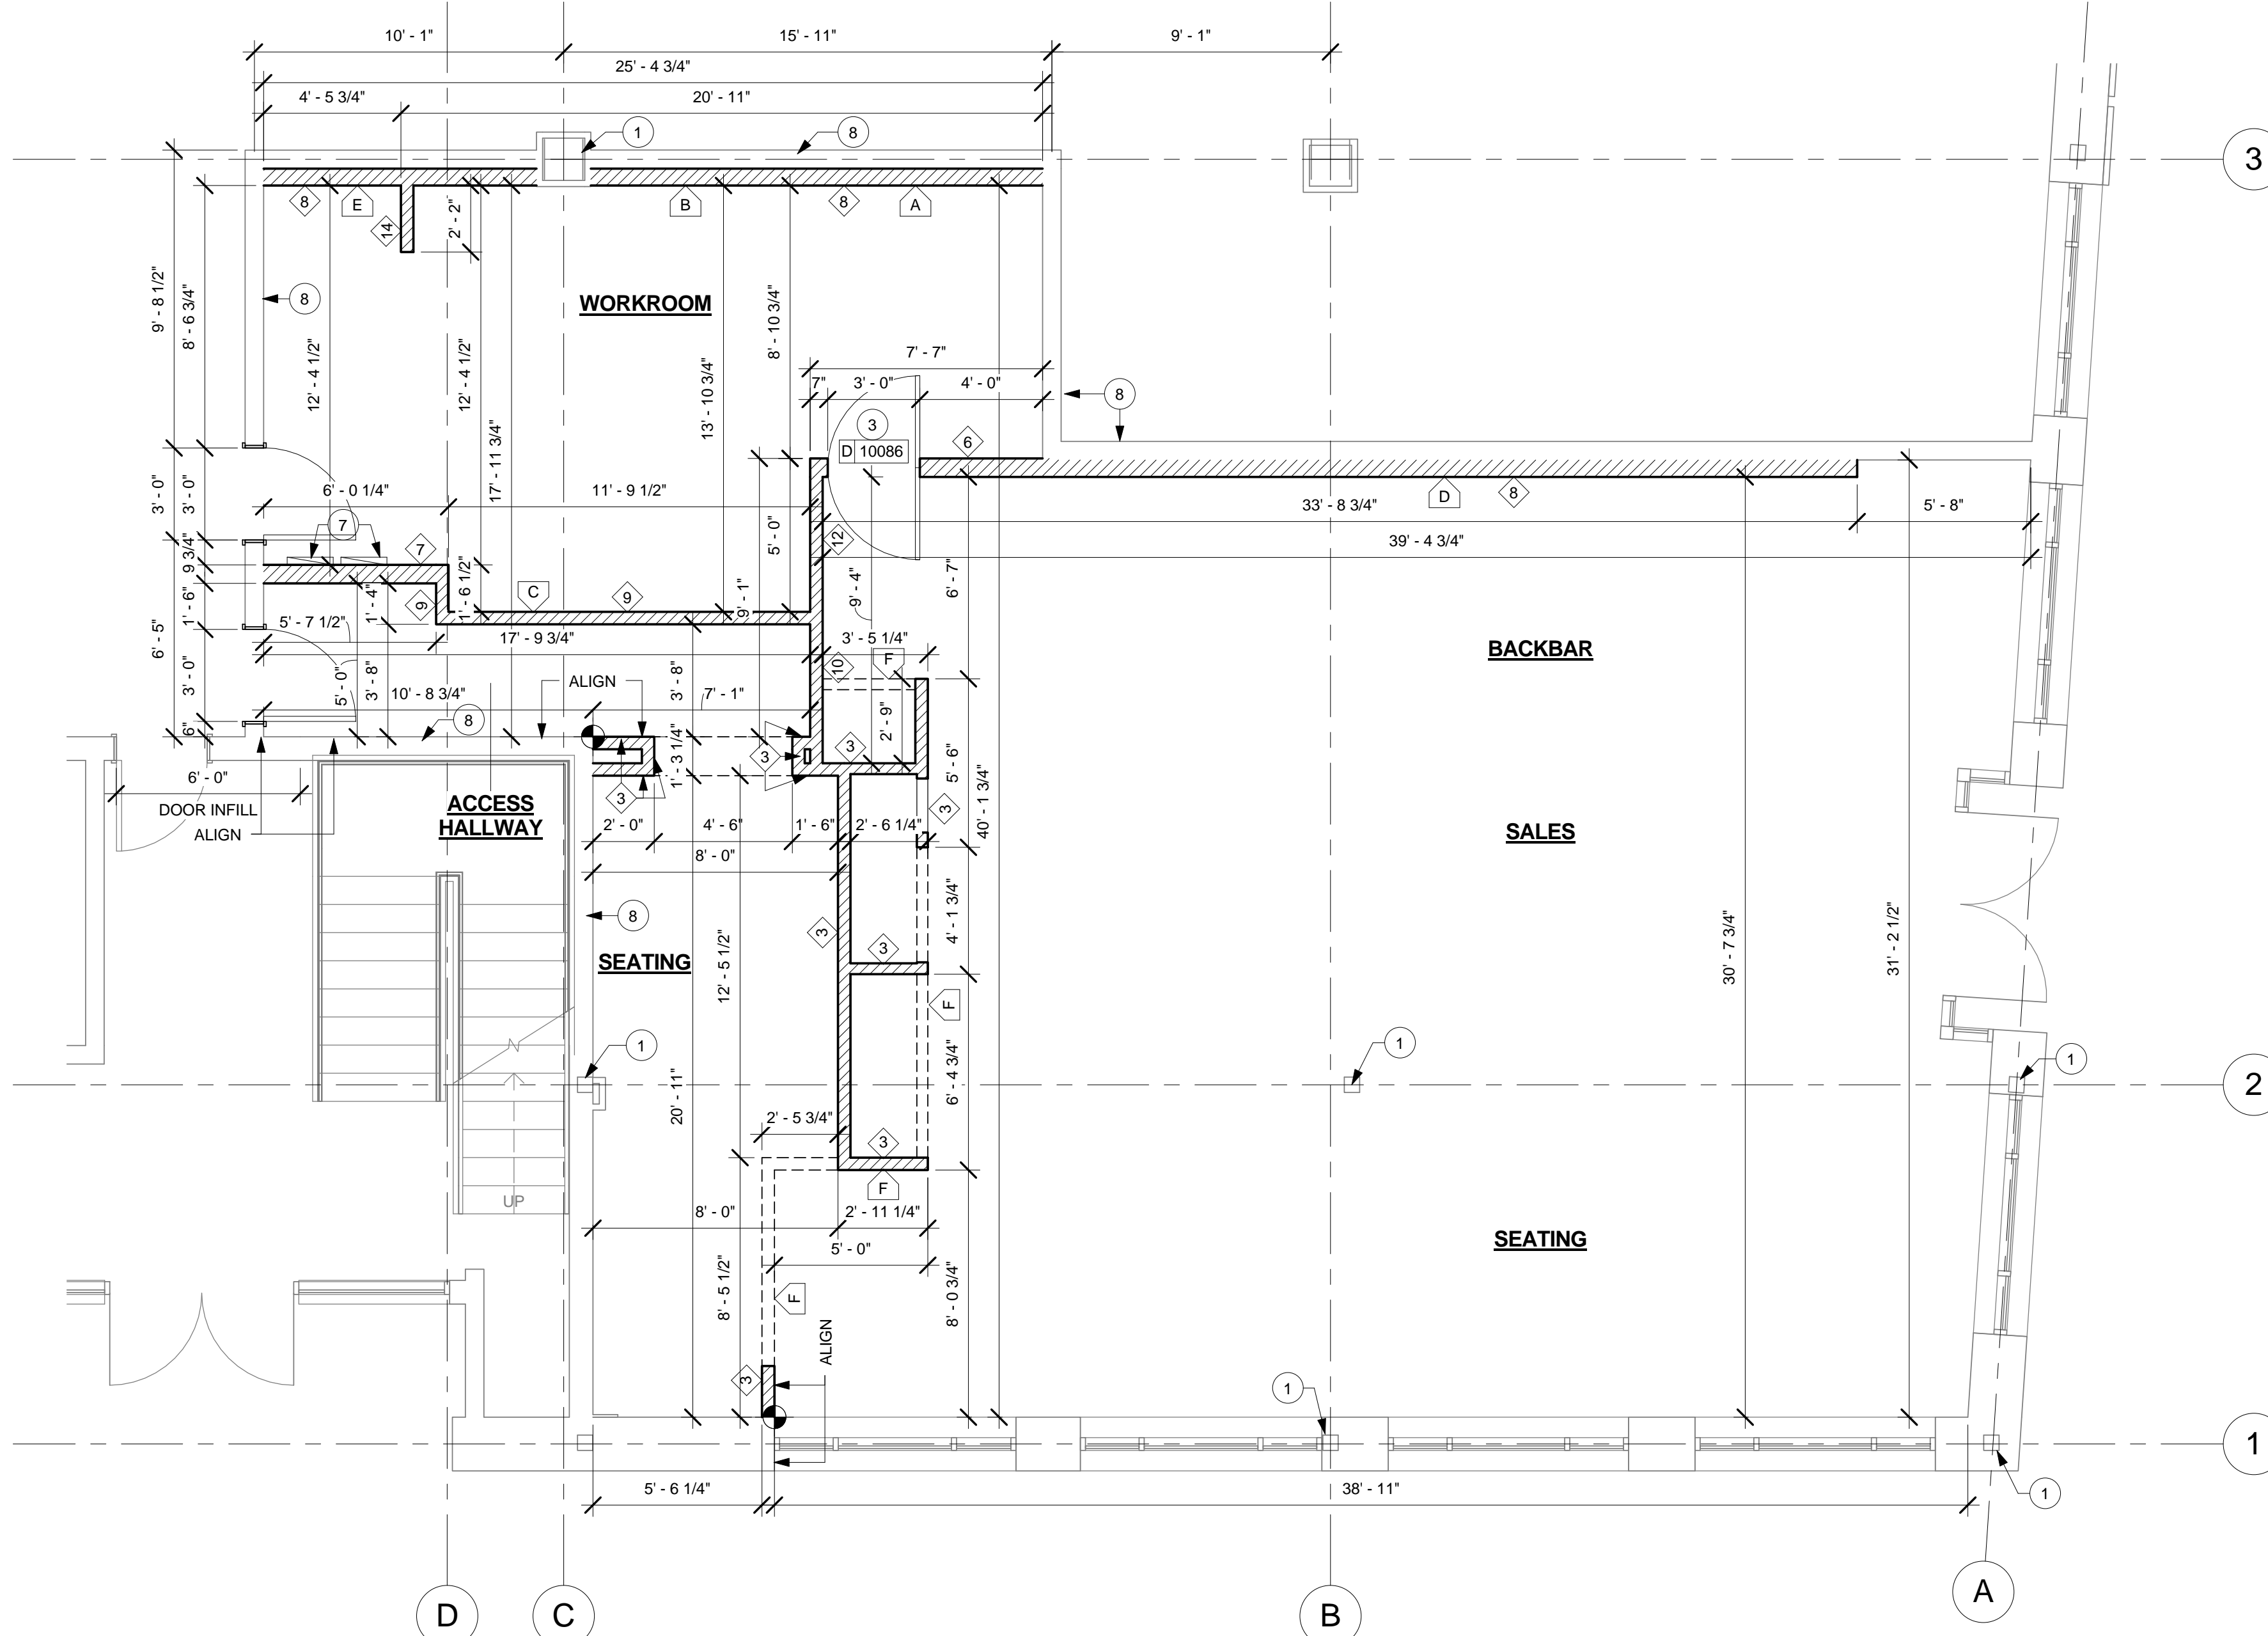 10' - 1"
15' - 11"
9' - 1"
25' - 4 3/4"
4' - 5 3/4"
20' - 11"
1
8
3
8
E
B
8
A
14
2' - 2"
9' - 8 1/2"
8' - 6 3/4"
8
WORKROOM
12' - 4 1/2"
12' - 4 1/2"
17' - 11 3/4"
13' - 10 3/4"
8' - 10 3/4"
7' - 7"
7"
3' - 0"
4' - 0"
8
3
D 10086
6
3' - 0"
3' - 0"
6' - 0 1/4"
11' - 9 1/2"
D
8
33' - 8 3/4"
5' - 8"
7
12
39' - 4 3/4"
9 3/4"
7
5' - 0"
6' - 7"
9' - 4"
1' - 6"
1' - 4"
9
1' - 6 1/2"
C
9
9' - 1"
6' - 5"
5' - 7 1/2"
17' - 9 3/4"
3' - 5 1/4"
F
10
BACKBAR
3' - 0"
5' - 0"
3' - 8"
10' - 8 3/4"
ALIGN
3' - 8"
7' - 1"
6"
8
2' - 9"
3
3
1' - 3 1/4"
5' - 6"
40' - 1 3/4"
6' - 0"
DOOR INFILL
ALIGN
ACCESS
HALLWAY
3
3
2' - 0"
4' - 6"
1' - 6"
2' - 6 1/4"
SALES
8' - 0"
8
3
3
4' - 1 3/4"
SEATING
12' - 5 1/2"
30' - 7 3/4"
31' - 2 1/2"
F
1
1
1
2
20' - 11"
6' - 4 3/4"
2' - 5 3/4"
3
UP
F
8' - 0"
2' - 11 1/4"
5' - 0"
SEATING
8' - 5 1/2"
F
8' - 0 3/4"
ALIGN
3
1
1
5' - 6 1/4"
38' - 11"
1
D
C
B
A